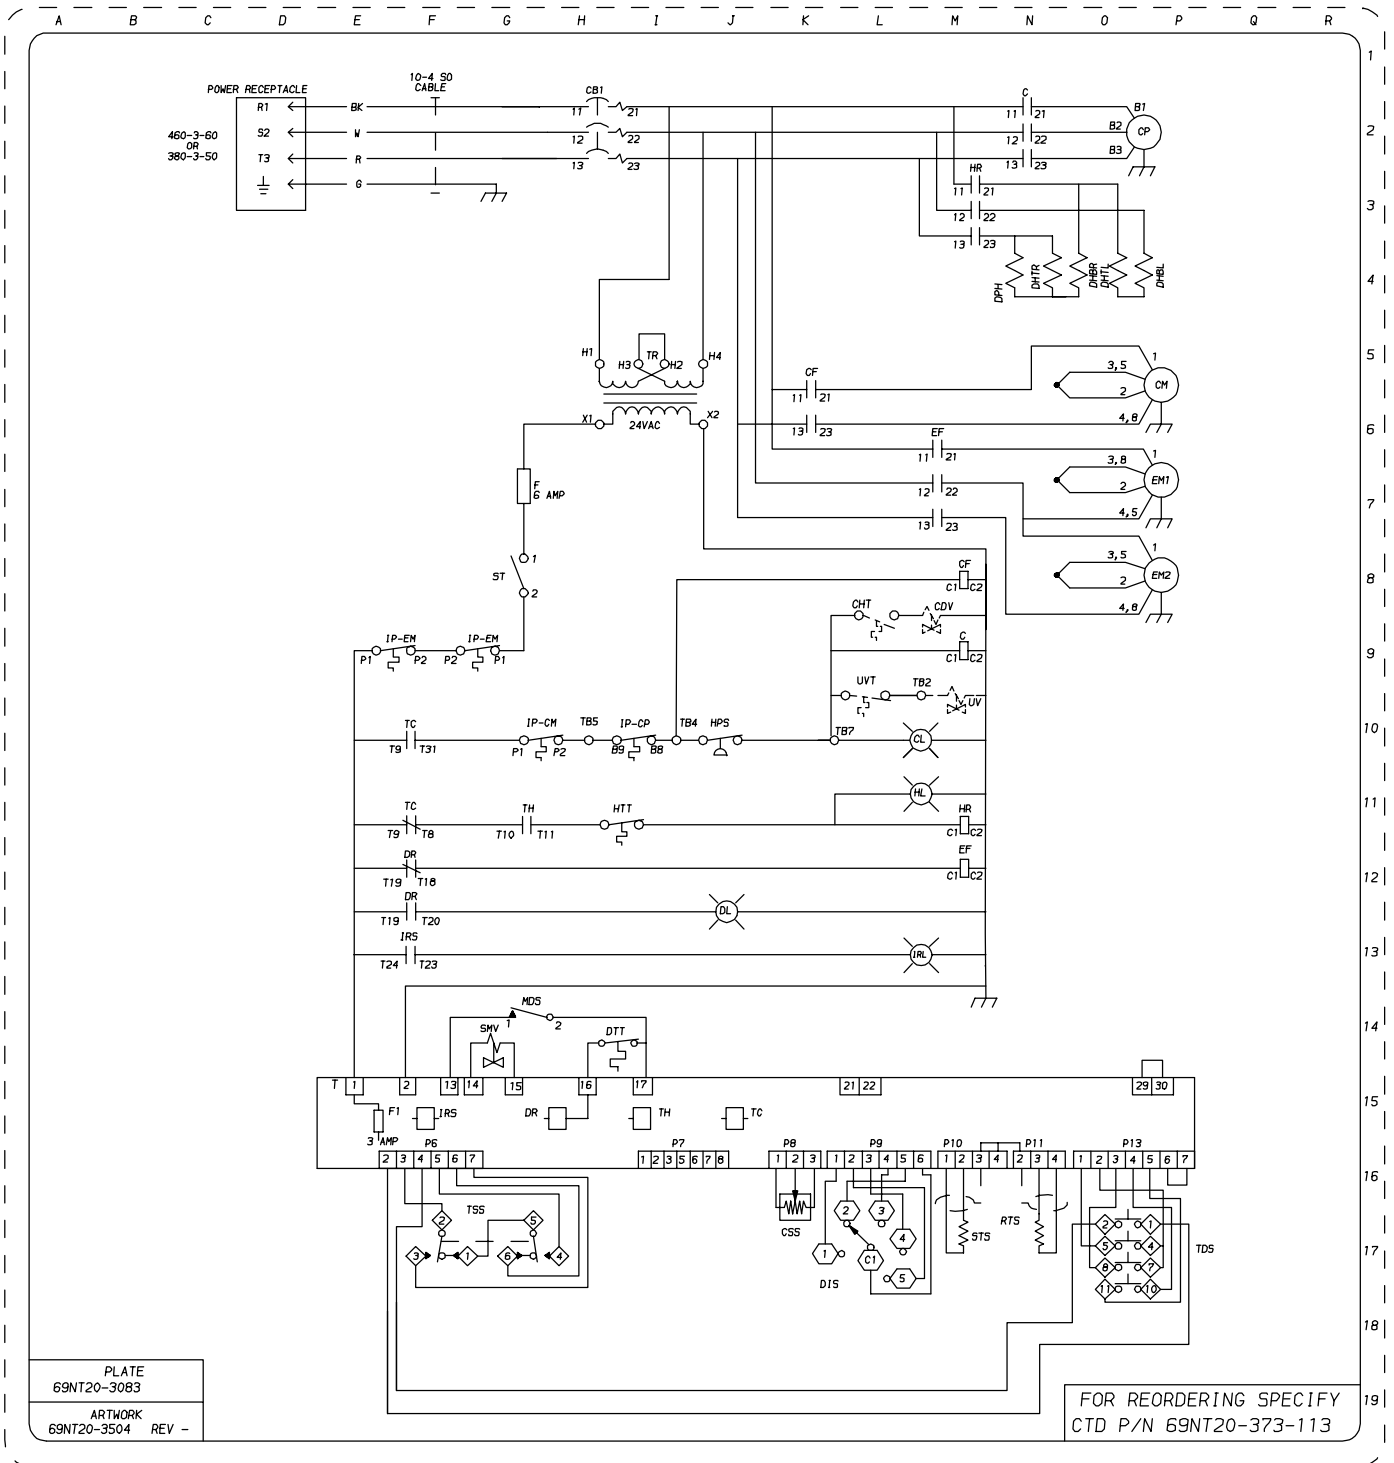 A B C D E F G H I J K L M N O P Q R
1
2
3
4
5
6
7
8
9
10
11
12
13
14
15
16
17
18
19
POWER RECEPTACLE
10-4 SO
CABLE
CB1
C
R1 BK 11 21 11 21 B1
460-3-60
OR
380-3-50
S2 W 12 22 12 22 B2 CP
T3 R 13 23 13 23 B3
G
HR
11 21
12 22
13 23
DPH DHTR DHBR DHTL DHBL
H1 H3 TR H2 H4
X1 24VAC X2
CF
11 21
13 23
1
3,5 CM
2
4,8
EF
11 21
12 22
13 23
1
3,8 EM1
2
4,5
1
3,5 EM2
2
4,8
F
6 AMP
ST 1
2
CF
C1 C2
CHT CDV
IP-EM IP-EM
P1 P2 P2 P1
C
C1 C2
UVT TB2
UV
TC IP-CM TB5 IP-CP TB4 HPS TB7 CL
T9 T31 P1 P2 B9 B8
HL
TC TH HTT HR
T9 T8 T10 T11 C1 C2
DR EF
T19 T18 C1 C2
DR DL
T19 T20
IRS IRL
T24 T23
MDS
1 2
SMV DTT
T 1 2 13 14 15 16 17 21 22 29 30
F1 IRS DR TH TC
3 AMP P6 P7 P8 P9 P10 P11 P13
2 3 4 5 6 7
1 2 3 5 6 7 8
1 2 3
1 2 3 4 5 6
1 2 3 4
2 3 4
1 2 3 4 5 6 7
TSS
2 5
3 1 6 4
CSS
2 3
4
1 C1
5
DIS
STS RTS
2 1
5 4
8 7
11 10
TDS
PLATE
69NT20-3083
ARTWORK
69NT20-3504 REV -
FOR REORDERING SPECIFY
CTD P/N 69NT20-373-113